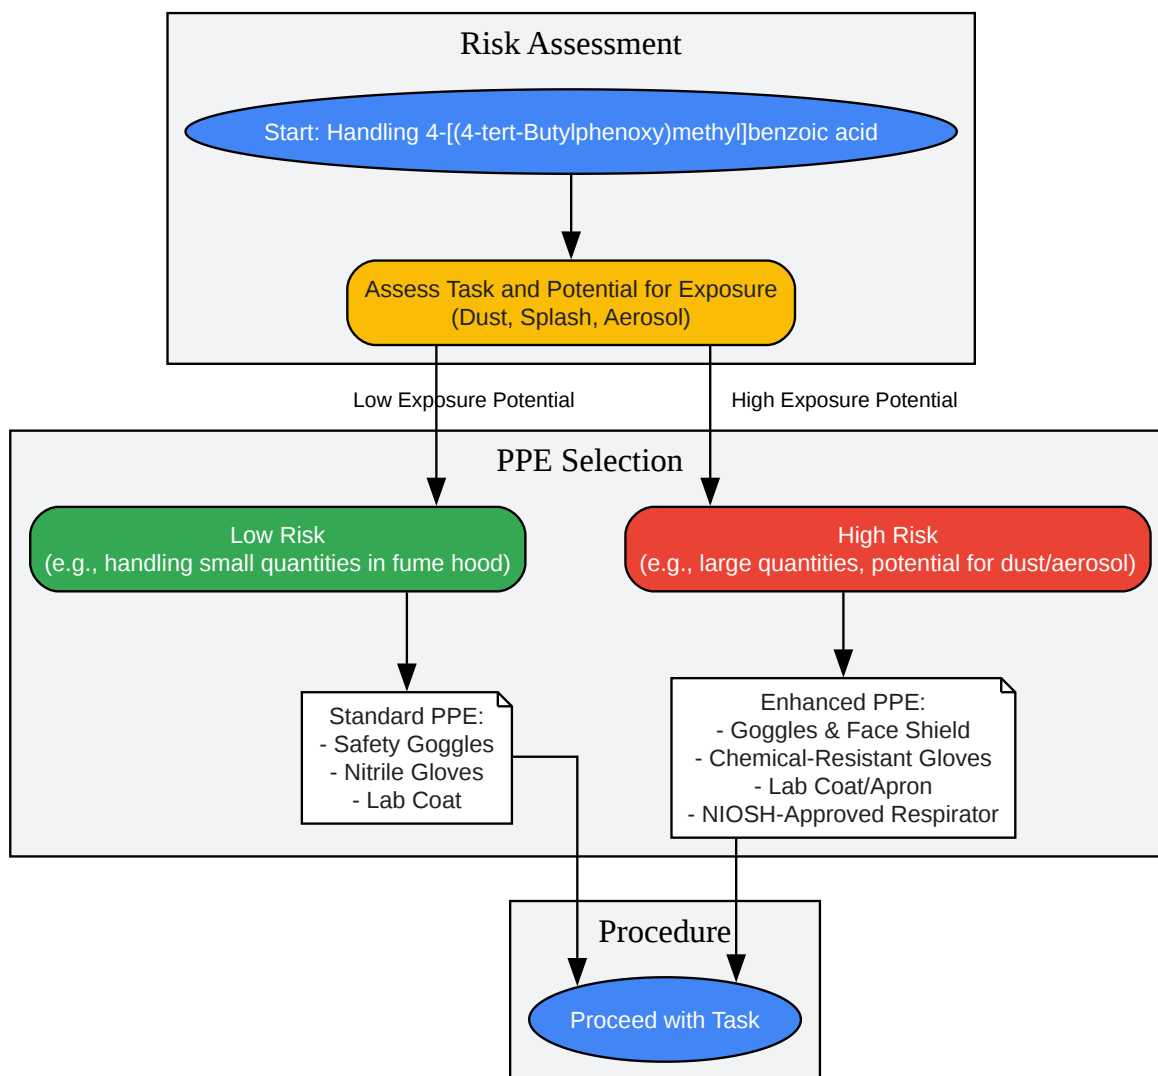 Risk Assessment
Start: Handling 4-[(4-tert-Butylphenoxy)methyl]benzoic acid
Assess Task and Potential for Exposure
(Dust, Splash, Aerosol)
Low Exposure Potential
High Exposure Potential
PPE Selection
Low Risk
(e.g., handling small quantities in fume hood)
High Risk
(e.g., large quantities, potential for dust/aerosol)
Standard PPE:
- Safety Goggles
- Nitrile Gloves
- Lab Coat
Enhanced PPE:
- Goggles & Face Shield
- Chemical-Resistant Gloves
- Lab Coat/Apron
- NIOSH-Approved Respirator
Procedure
Proceed with Task